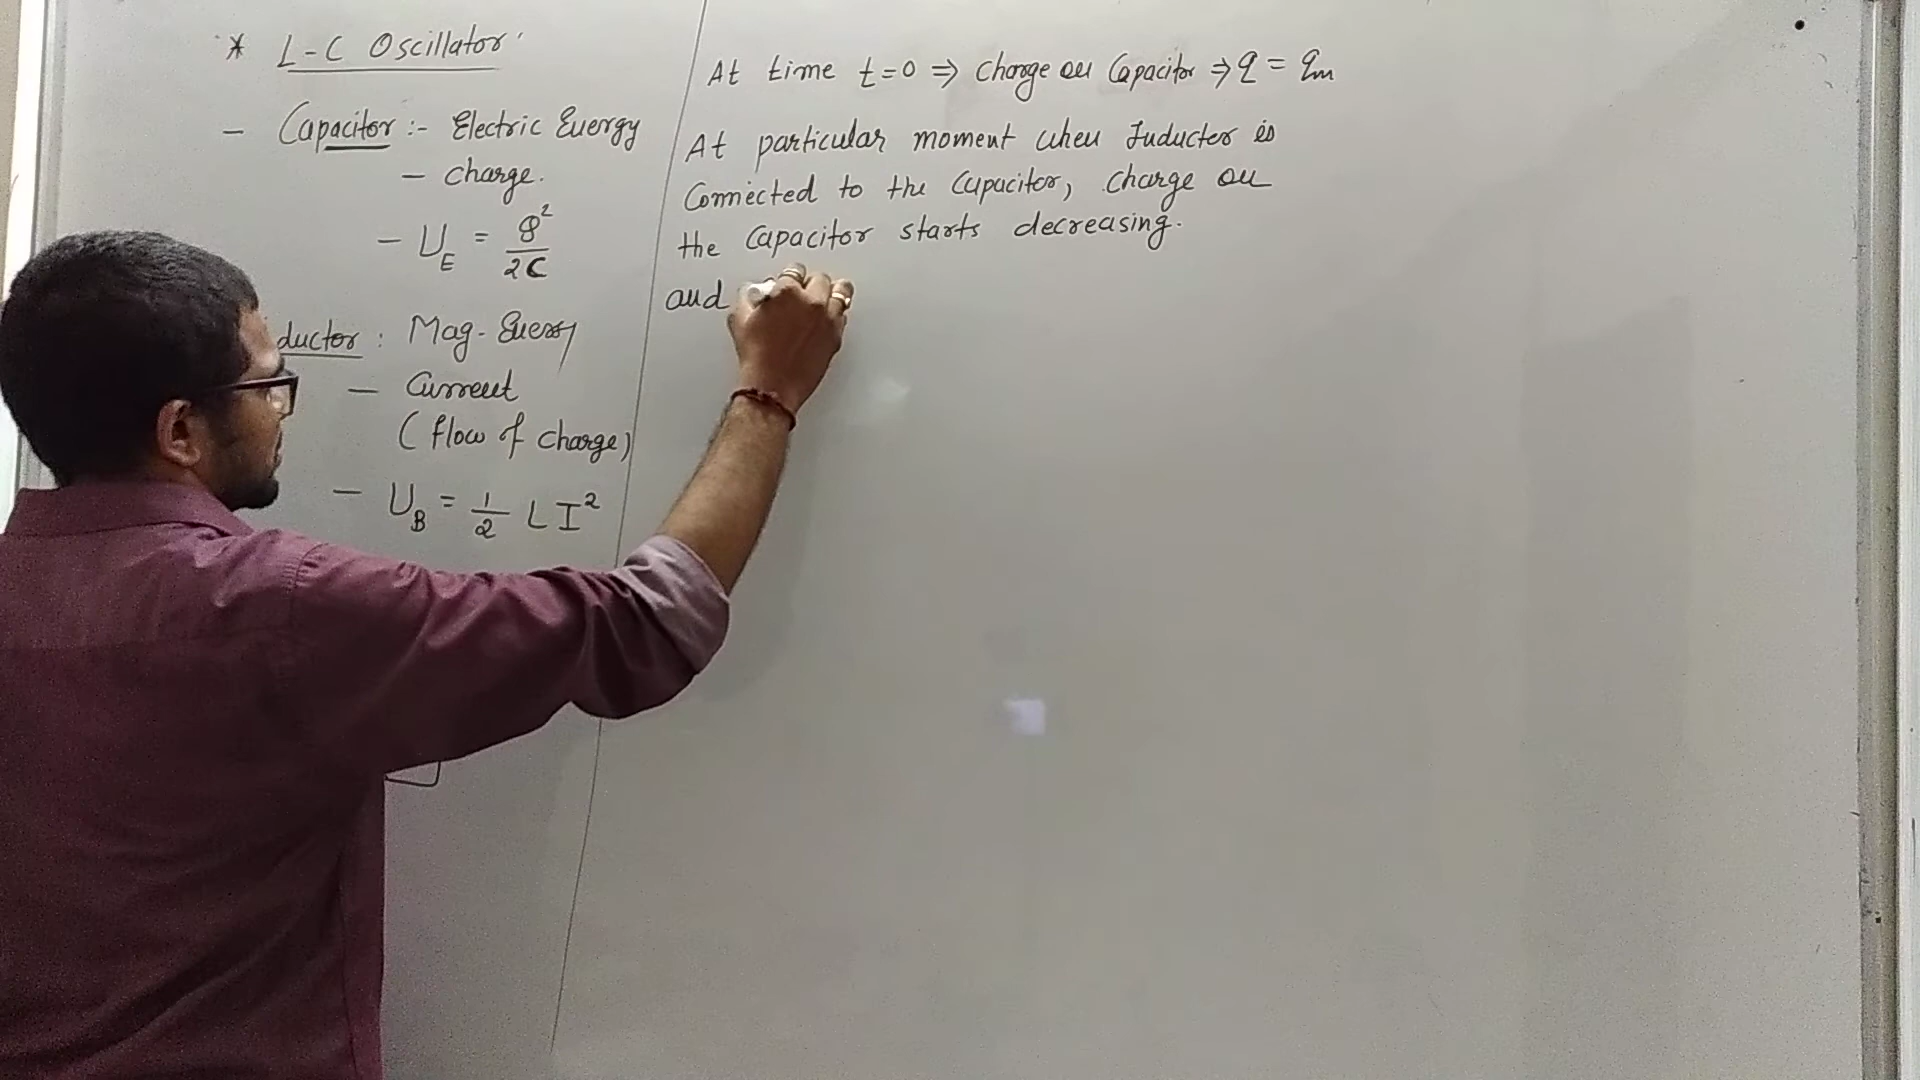 * L-C Oscillator
- Capacitor :- Electric Energy
- charge.
- U_E = Q²/2C
ductor : Mag. Energy
- Current
(flow of charge)
- U_B = 1/2 L I²
At time t=0 ⇒ charge on Capacitor ⇒ q = qm
At particular moment when Inductor is
Connected to the Capacitor, charge on
the Capacitor starts decreasing.
and